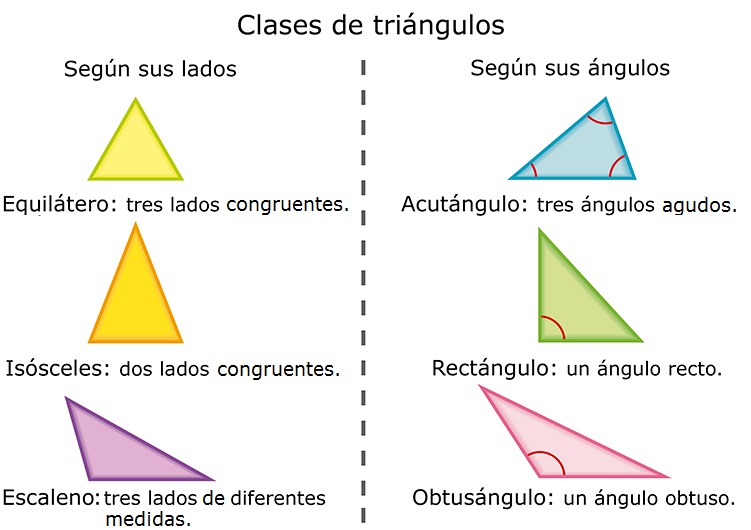 Clases de triángulos
Según sus lados
Equilátero: tres lados congruentes.
Isósceles: dos lados congruentes.
Escaleno: tres lados de diferentes
medidas.
Según sus ángulos
Acutángulo: tres ángulos agudos.
Rectángulo: un ángulo recto.
Obtusángulo: un ángulo obtuso.